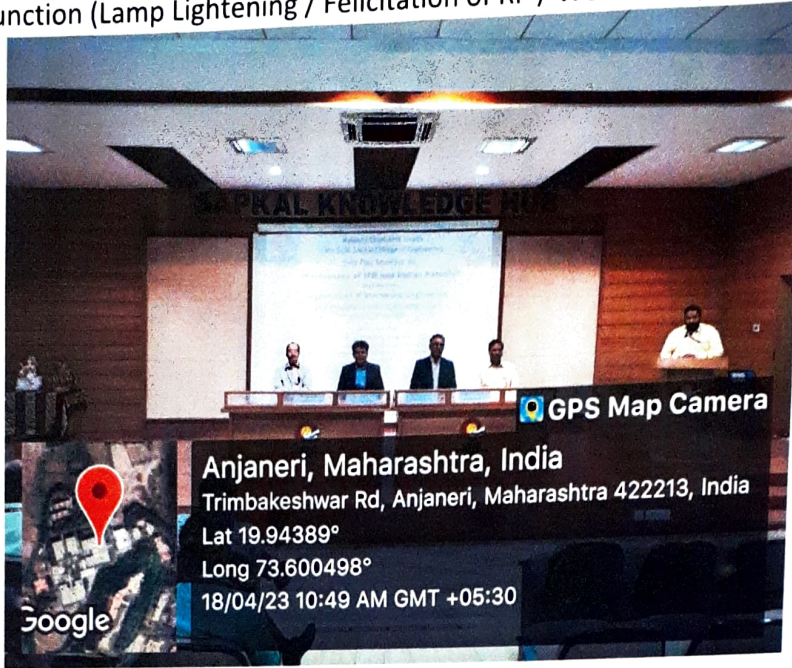 unction (Lamp Lightening / Felicitation of RP /
SAPKAL KNOWLEDGE HUB
GPS Map Camera
Anjaneri, Maharashtra, India
Trimbakeshwar Rd, Anjaneri, Maharashtra 422213, India
Lat 19.94389°
Long 73.600498°
18/04/23 10:49 AM GMT +05:30
Google